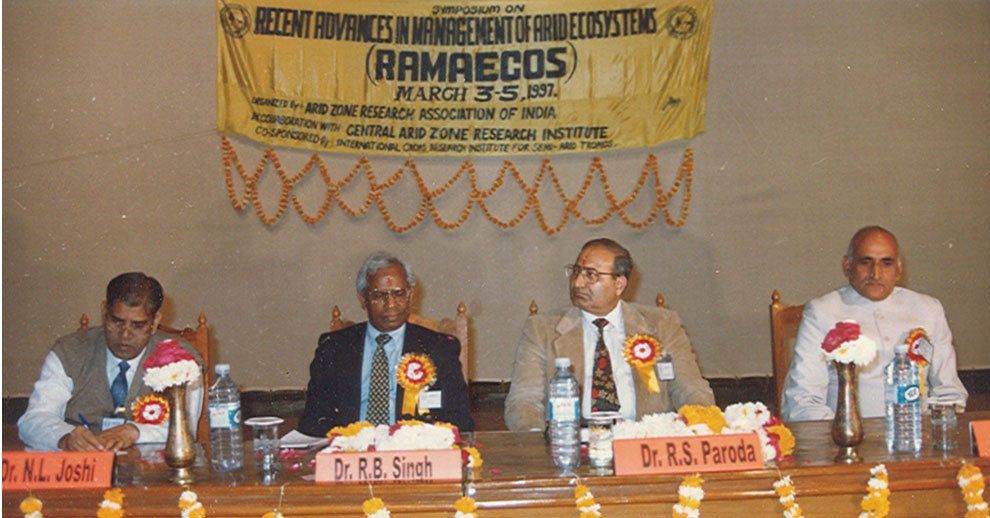 SYMPOSIUM ON
RECENT ADVANCES IN MANAGEMENT OF ARID ECOSYSTEMS
(RAMAECOS)
MARCH 3-5, 1997.
ORGANIZED BY:- ARID ZONE RESEARCH ASSOCIATION OF INDIA
IN COLLABORATION WITH CENTRAL ARID ZONE RESEARCH INSTITUTE
CO-SPONSORED By: INTERNATIONAL CROPS RESEARCH INSTITUTE FOR SEMI-ARID TROPICS.
Dr. N.L. Joshi
Dr. R.B. Singh
Dr. R.S. Paroda